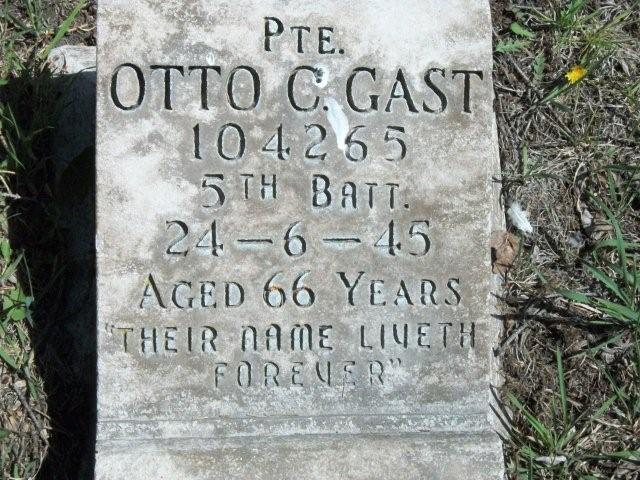 PTE.
OTTO C. GAST
104265
5TH BATT.
24-6-45
AGED 66 YEARS
"THEIR NAME LIVETH
FOREVER"